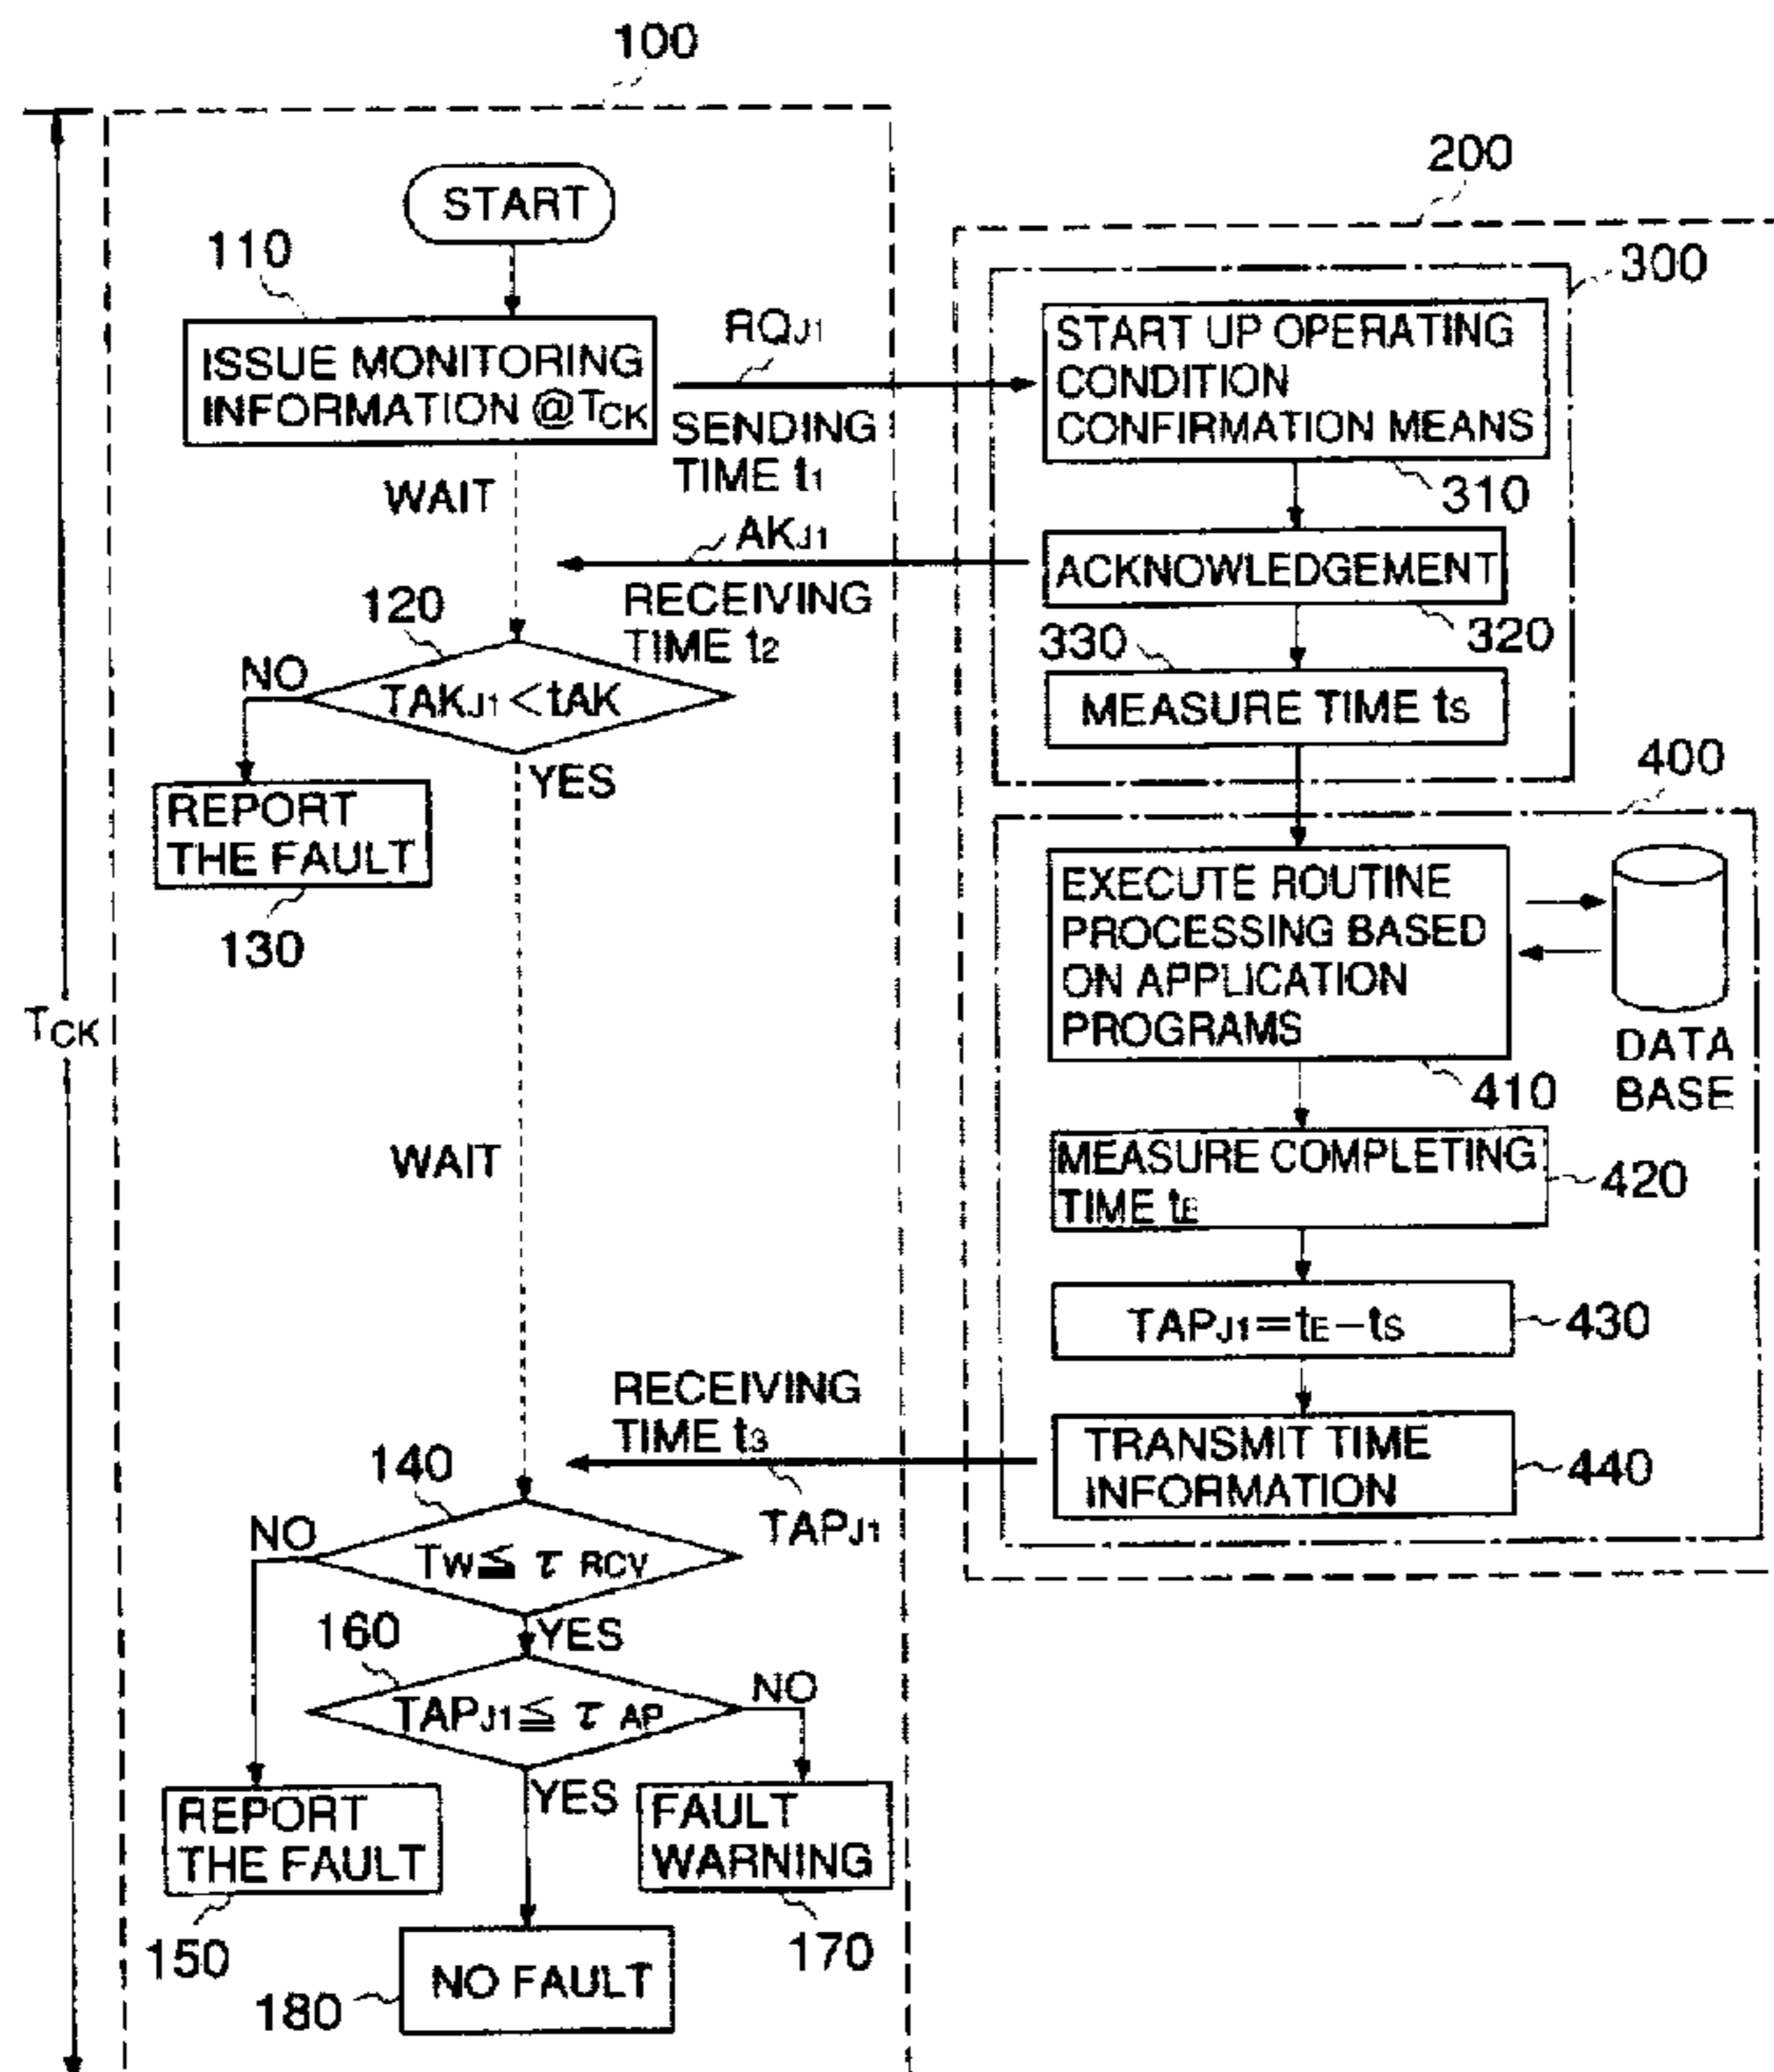 100
START
110
ISSUE MONITORING
INFORMATION @TCK
RQJ1
SENDING
TIME t1
WAIT
AKJ1
RECEIVING
TIME t2
120
NO
TAKJ1<tAK
YES
REPORT
THE FAULT
130
TCK
WAIT
200
300
START UP OPERATING
CONDITION
CONFIRMATION MEANS
310
ACKNOWLEDGEMENT
320
330
MEASURE TIME tS
400
EXECUTE ROUTINE
PROCESSING BASED
ON APPLICATION
PROGRAMS
410
DATA
BASE
MEASURE COMPLETING
TIME tE
420
TAPJ1=tE−tS
430
TRANSMIT TIME
INFORMATION
440
RECEIVING
TIME t3
TAPJ1
140
NO
TW≦ τ RCV
YES
160
TAPJ1≦ τ AP
NO
YES
REPORT
THE FAULT
150
FAULT
WARNING
170
NO FAULT
180